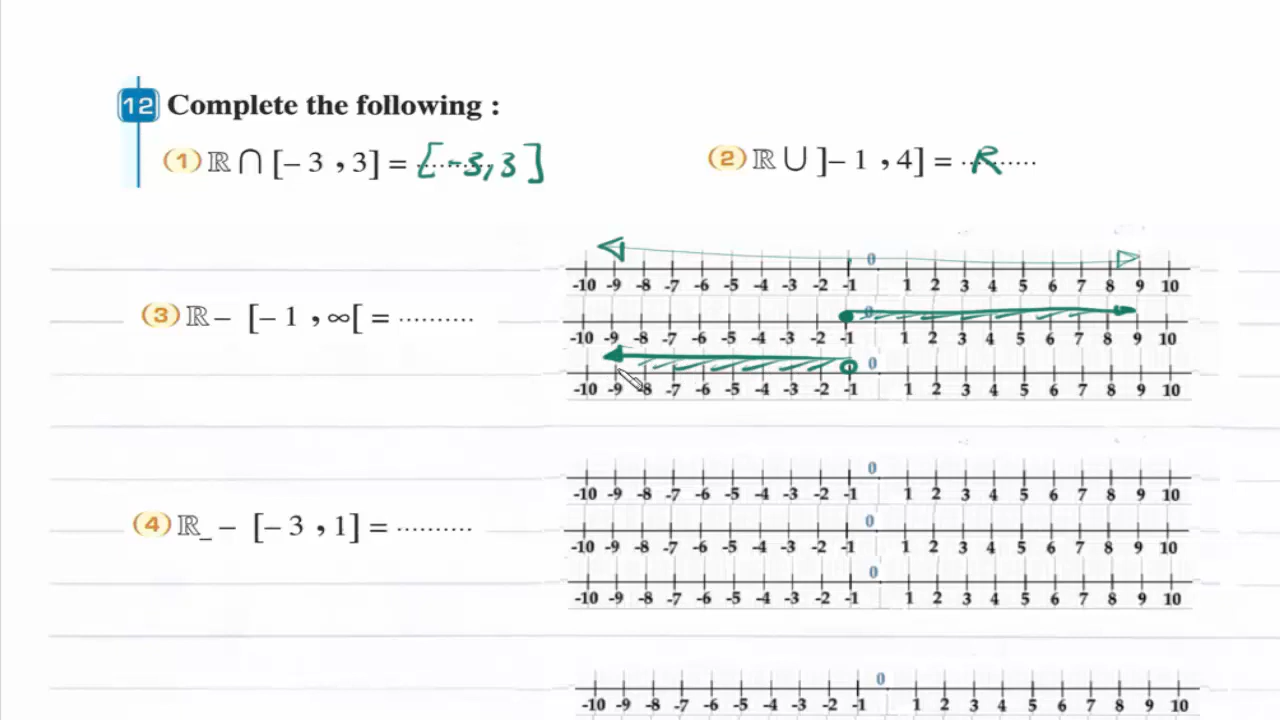 12 Complete the following :
(1) ℝ ∩ [– 3 , 3] = [-3,3] (2) ℝ ∪ ]– 1 , 4] = R
0
-10 -9 -8 -7 -6 -5 -4 -3 -2 -1 1 2 3 4 5 6 7 8 9 10
(3) ℝ – [– 1 , ∞[ = ..........
0
-10 -9 -8 -7 -6 -5 -4 -3 -2 -1 1 2 3 4 5 6 7 8 9 10
0
-10 -9 -8 -7 -6 -5 -4 -3 -2 -1 1 2 3 4 5 6 7 8 9 10
0
-10 -9 -8 -7 -6 -5 -4 -3 -2 -1 1 2 3 4 5 6 7 8 9 10
(4) ℝ_ – [– 3 , 1] = ..........
0
-10 -9 -8 -7 -6 -5 -4 -3 -2 -1 1 2 3 4 5 6 7 8 9 10
0
-10 -9 -8 -7 -6 -5 -4 -3 -2 -1 1 2 3 4 5 6 7 8 9 10
0
-10 -9 -8 -7 -6 -5 -4 -3 -2 -1 1 2 3 4 5 6 7 8 9 10